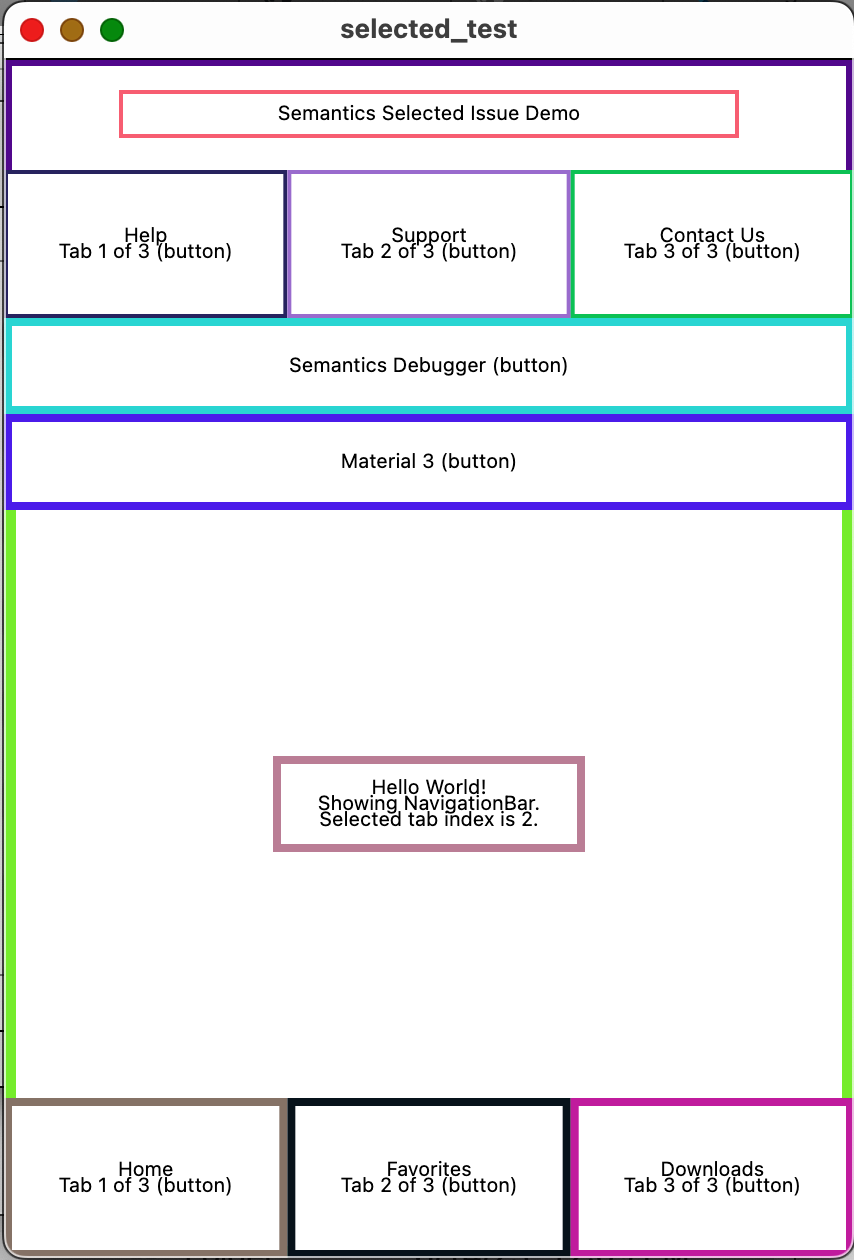 selected_test
Semantics Selected Issue Demo
Help
Tab 1 of 3 (button)
Support
Tab 2 of 3 (button)
Contact Us
Tab 3 of 3 (button)
Semantics Debugger (button)
Material 3 (button)
Hello World!
Showing NavigationBar.
Selected tab index is 2.
Home
Tab 1 of 3 (button)
Favorites
Tab 2 of 3 (button)
Downloads
Tab 3 of 3 (button)